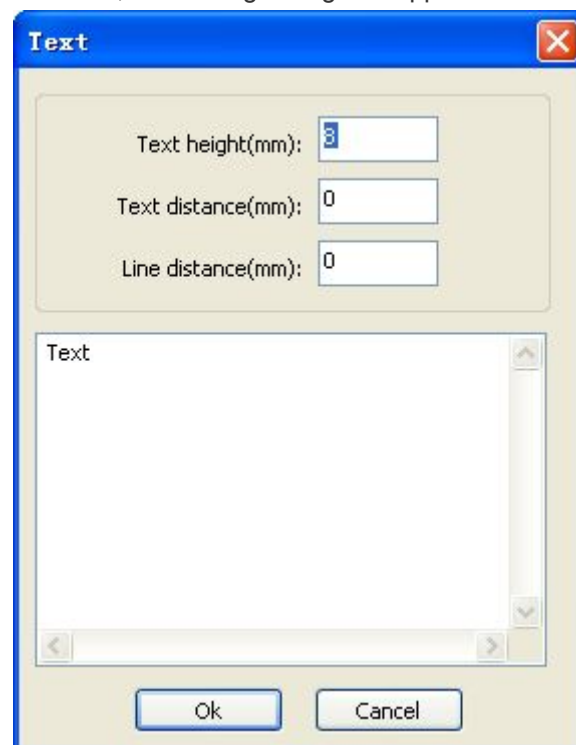 Text
Text height(mm): 8
Text distance(mm): 0
Line distance(mm): 0
Text
Ok Cancel